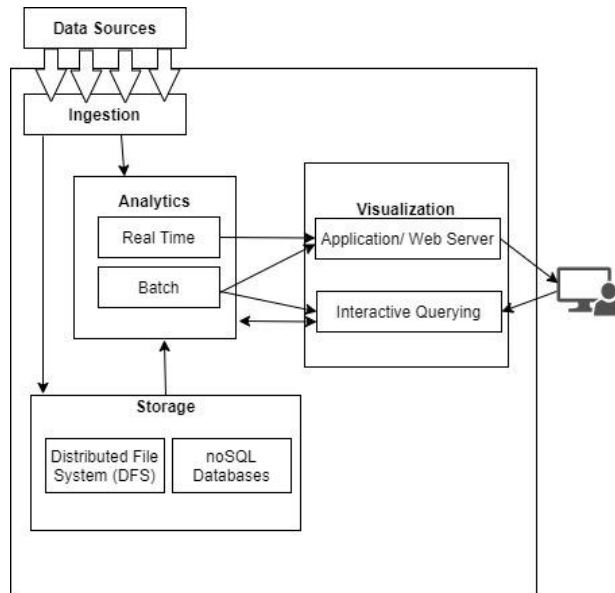 Data Sources
Ingestion
Analytics
Real Time
Batch
Visualization
Application/ Web Server
Interactive Querying
Storage
Distributed File
System (DFS)
noSQL
Databases